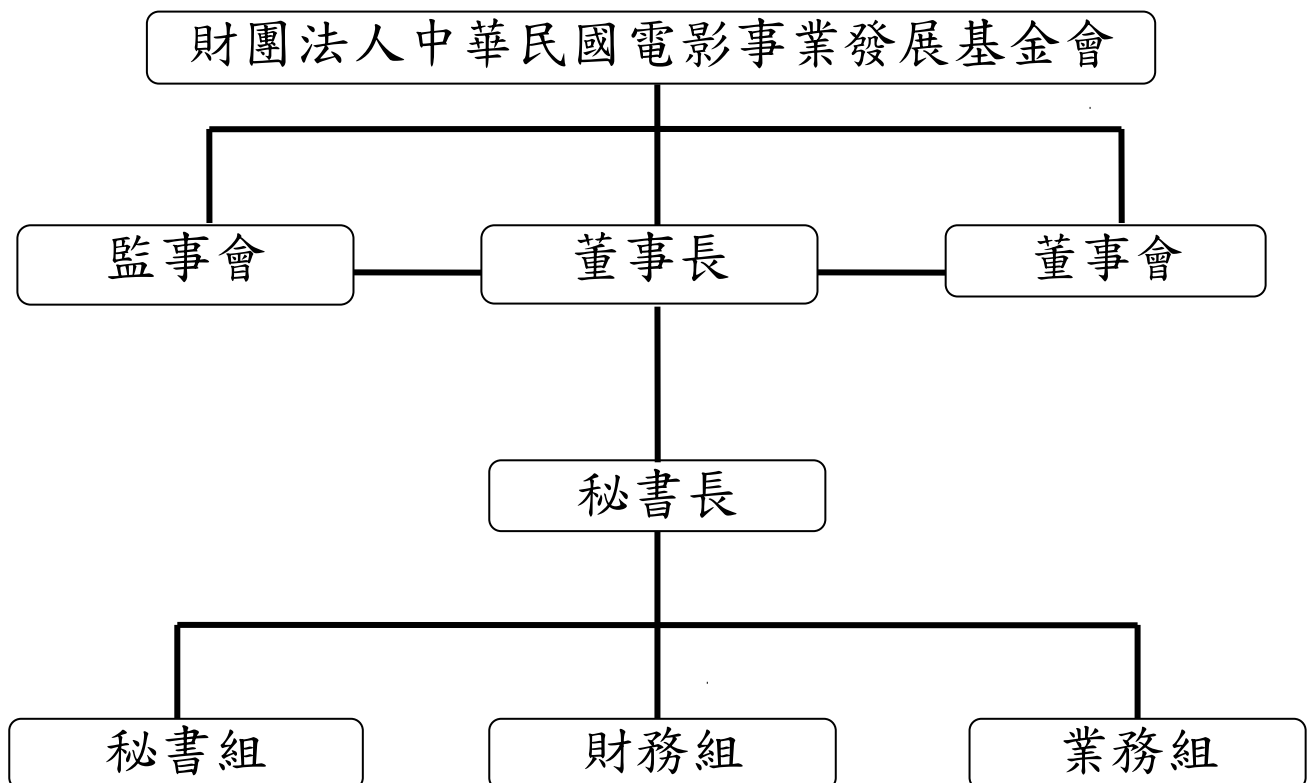 財團法人中華民國電影事業發展基金會
監事會
董事長
董事會
秘書長
秘書組
財務組
業務組